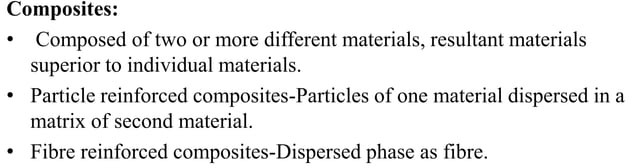 Composites:
• Composed of two or more different materials, resultant materials
superior to individual materials.
• Particle reinforced composites-Particles of one material dispersed in a
matrix of second material.
• Fibre reinforced composites-Dispersed phase as fibre.